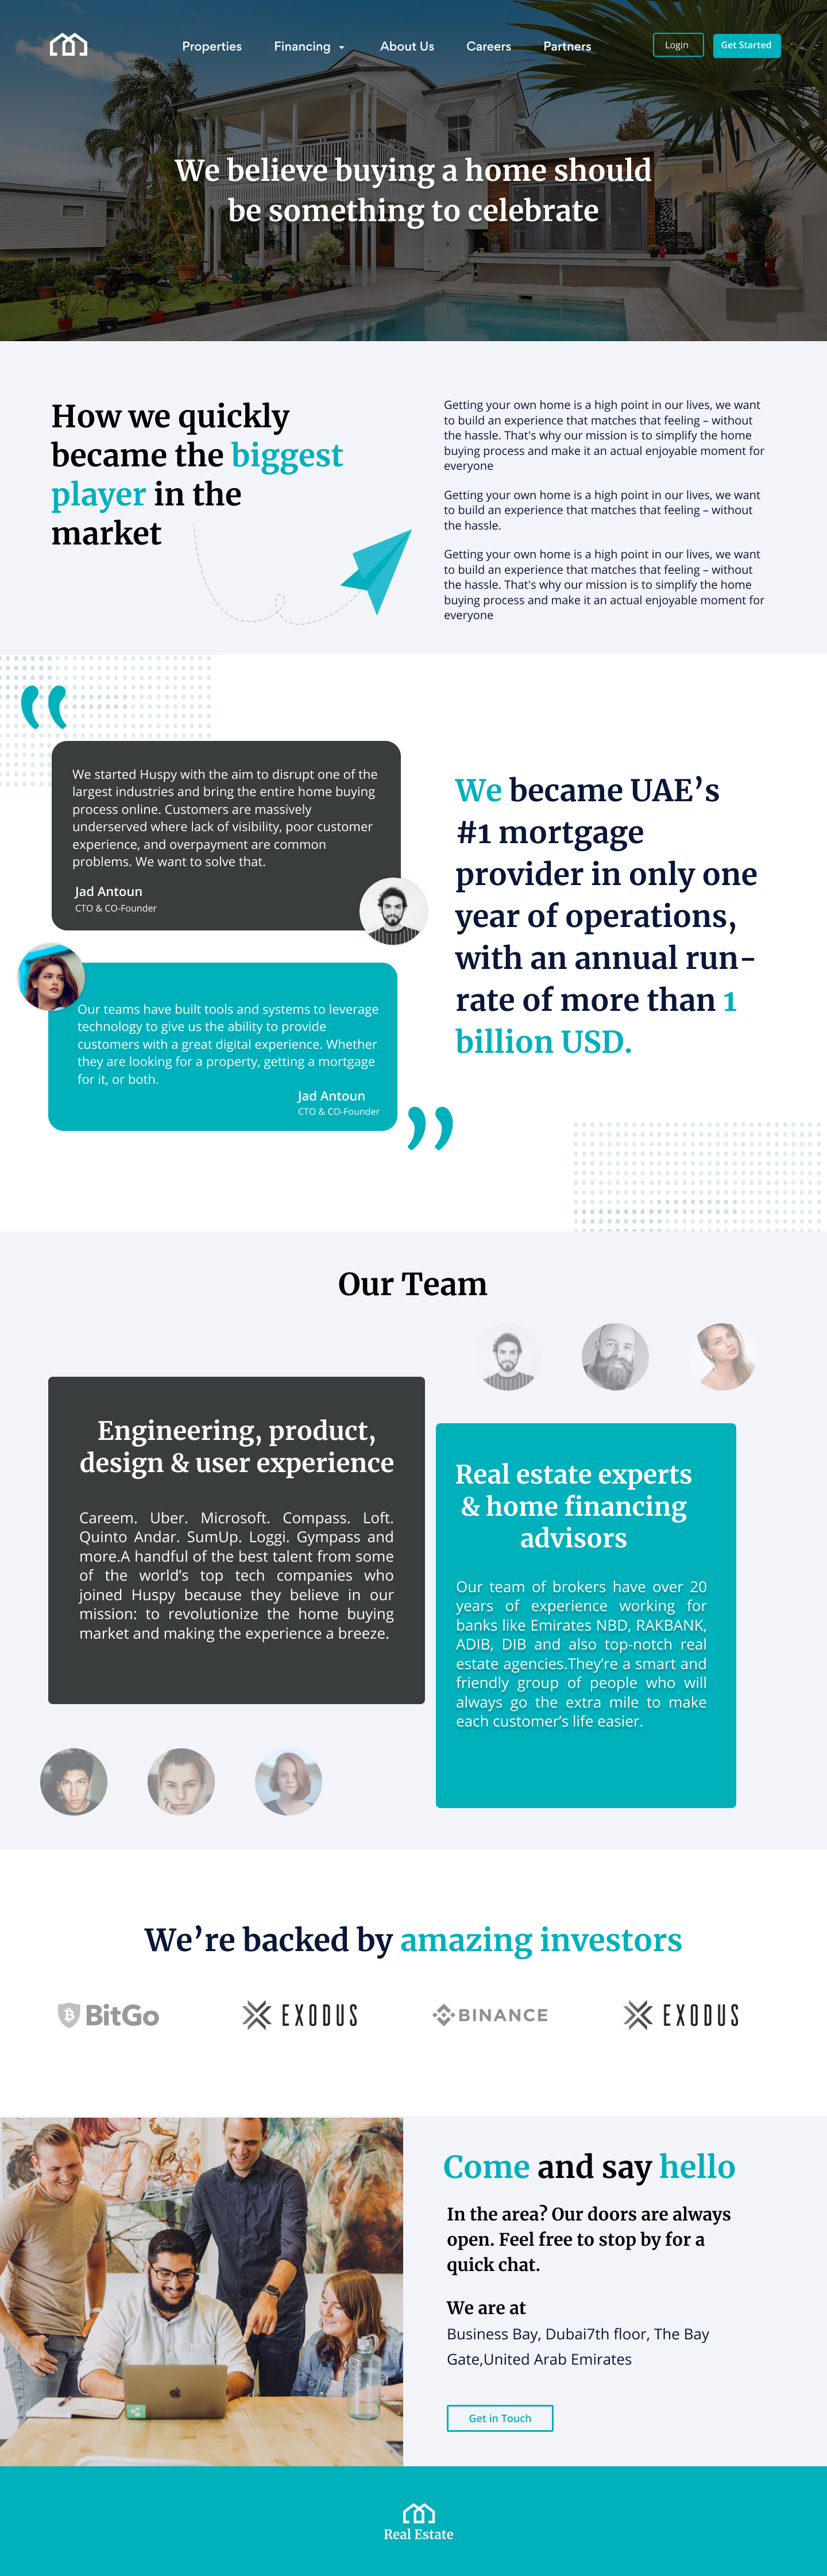 Properties
Financing
About Us
Careers
Partners
Login
Get Started
We believe buying a home should
be something to celebrate
How we quickly
became the biggest
player in the
market
Getting your own home is a high point in our lives, we want
to build an experience that matches that feeling – without
the hassle. That's why our mission is to simplify the home
buying process and make it an actual enjoyable moment for
everyone
Getting your own home is a high point in our lives, we want
to build an experience that matches that feeling – without
the hassle.
Getting your own home is a high point in our lives, we want
to build an experience that matches that feeling – without
the hassle. That's why our mission is to simplify the home
buying process and make it an actual enjoyable moment for
everyone
“
We started Huspy with the aim to disrupt one of the
largest industries and bring the entire home buying
process online. Customers are massively
underserved where lack of visibility, poor customer
experience, and overpayment are common
problems. We want to solve that.
Jad Antoun
CTO & CO-Founder
Our teams have built tools and systems to leverage
technology to give us the ability to provide
customers with a great digital experience. Whether
they are looking for a property, getting a mortgage
for it, or both.
Jad Antoun
CTO & CO-Founder
”
We became UAE’s
#1 mortgage
provider in only one
year of operations,
with an annual run-
rate of more than 1
billion USD.
Our Team
Engineering, product,
design & user experience
Careem. Uber. Microsoft. Compass. Loft.
Quinto Andar. SumUp. Loggi. Gympass and
more.A handful of the best talent from some
of the world’s top tech companies who
joined Huspy because they believe in our
mission: to revolutionize the home buying
market and making the experience a breeze.
Real estate experts
& home financing
advisors
Our team of brokers have over 20
years of experience working for
banks like Emirates NBD, RAKBANK,
ADIB, DIB and also top-notch real
estate agencies.They’re a smart and
friendly group of people who will
always go the extra mile to make
each customer’s life easier.
We’re backed by amazing investors
BitGo
EXODUS
BINANCE
EXODUS
Come and say hello
In the area? Our doors are always
open. Feel free to stop by for a
quick chat.
We are at
Business Bay, Dubai7th floor, The Bay
Gate,United Arab Emirates
Get in Touch
Real Estate